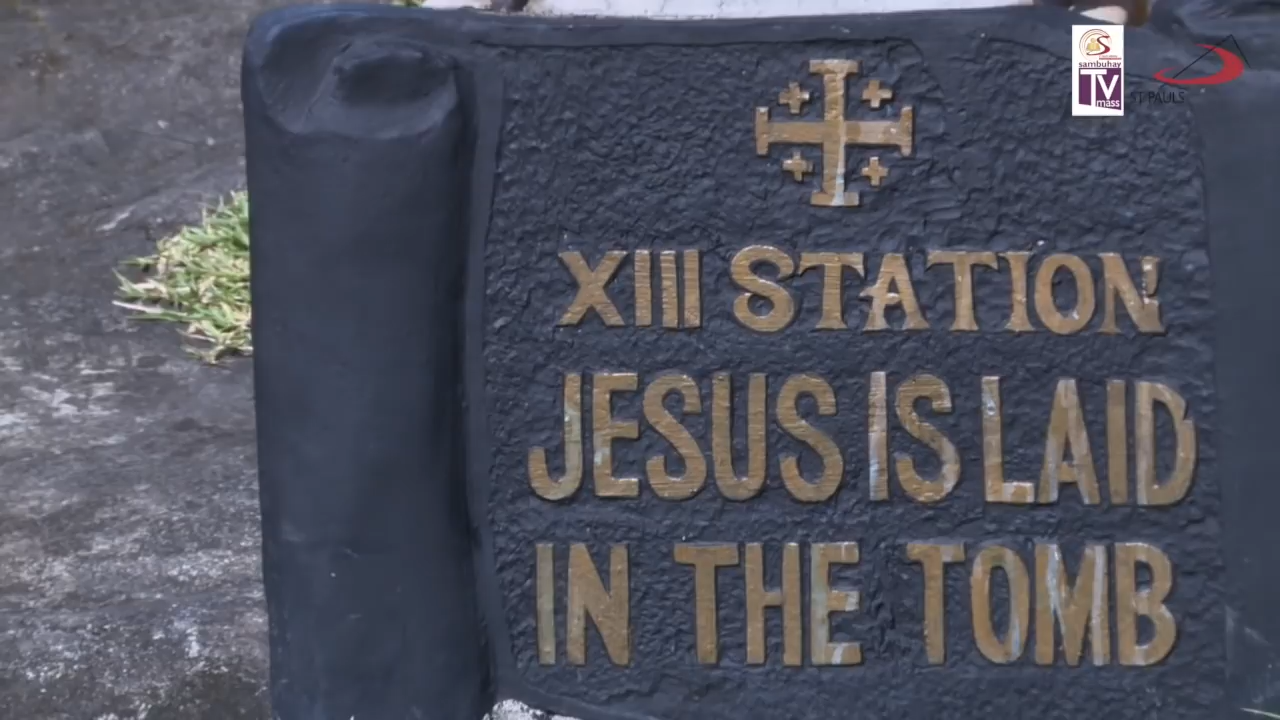 sambuhay
TV
mass
ST PAULS
XIII STATION
JESUS IS LAID
IN THE TOMB